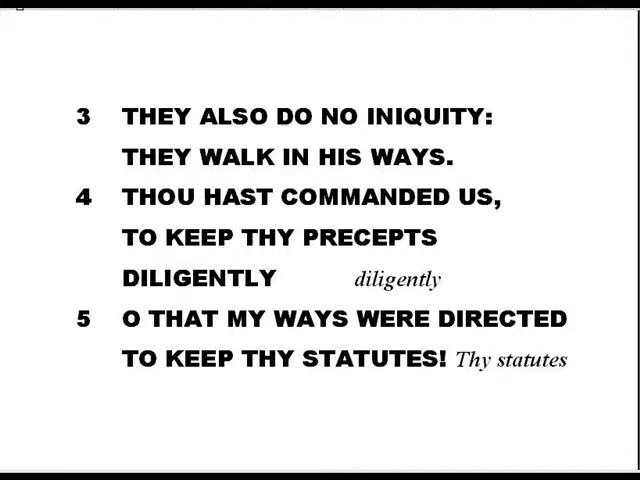 3 THEY ALSO DO NO INIQUITY:
THEY WALK IN HIS WAYS.
4 THOU HAST COMMANDED US,
TO KEEP THY PRECEPTS
DILIGENTLY diligently
5 O THAT MY WAYS WERE DIRECTED
TO KEEP THY STATUTES! Thy statutes